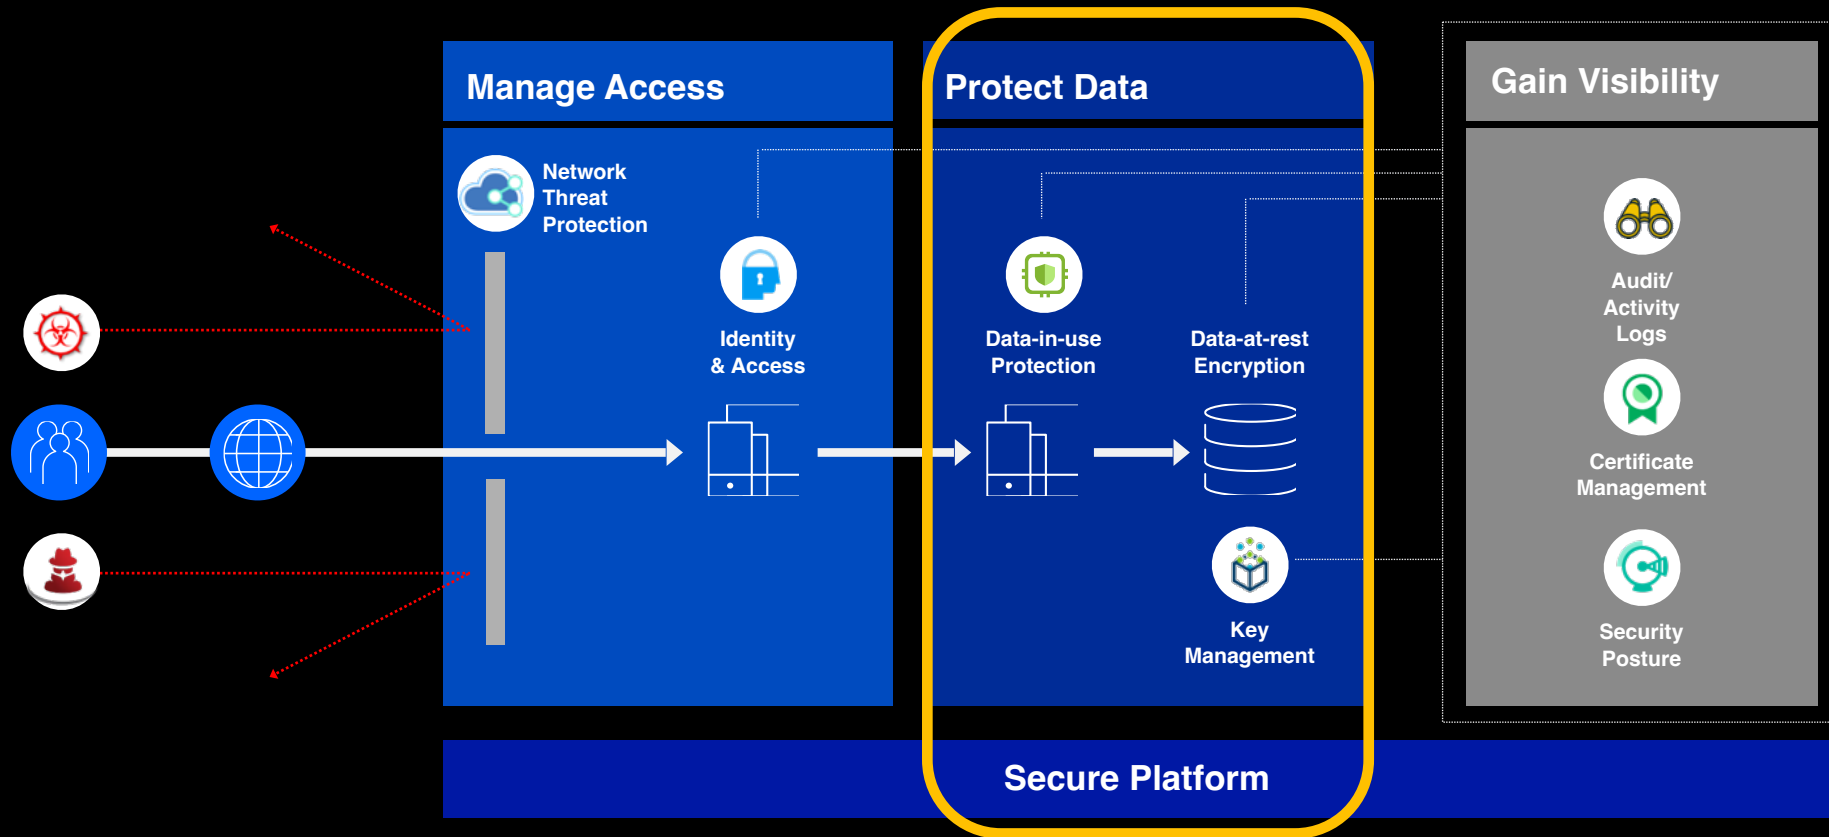 Manage Access
Network
Threat
Protection
Identity
& Access
Protect Data
Data-in-use
Protection
Data-at-rest
Encryption
Key
Management
Gain Visibility
Audit/
Activity
Logs
Certificate
Management
Security
Posture
Secure Platform